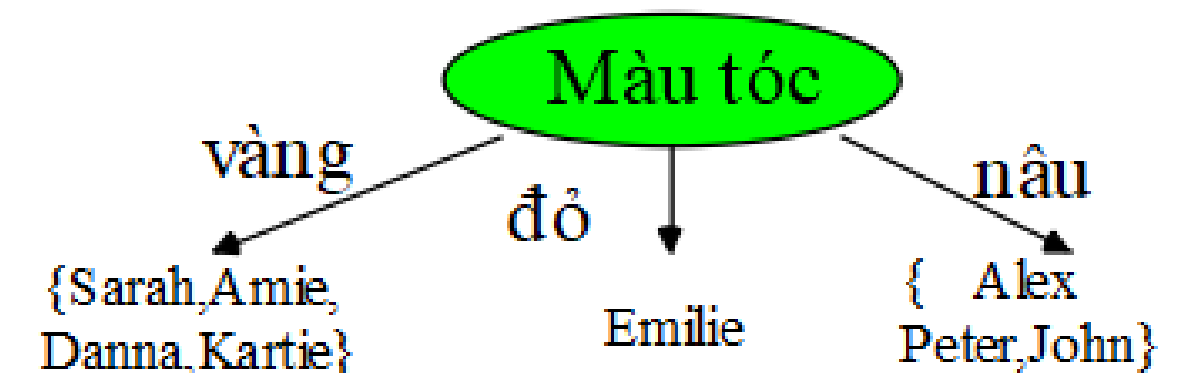 Màu tóc
vàng
đỏ
nâu
{Sarah,Amie,
Danna,Kartie}
Emilie
{ Alex
Peter,John}